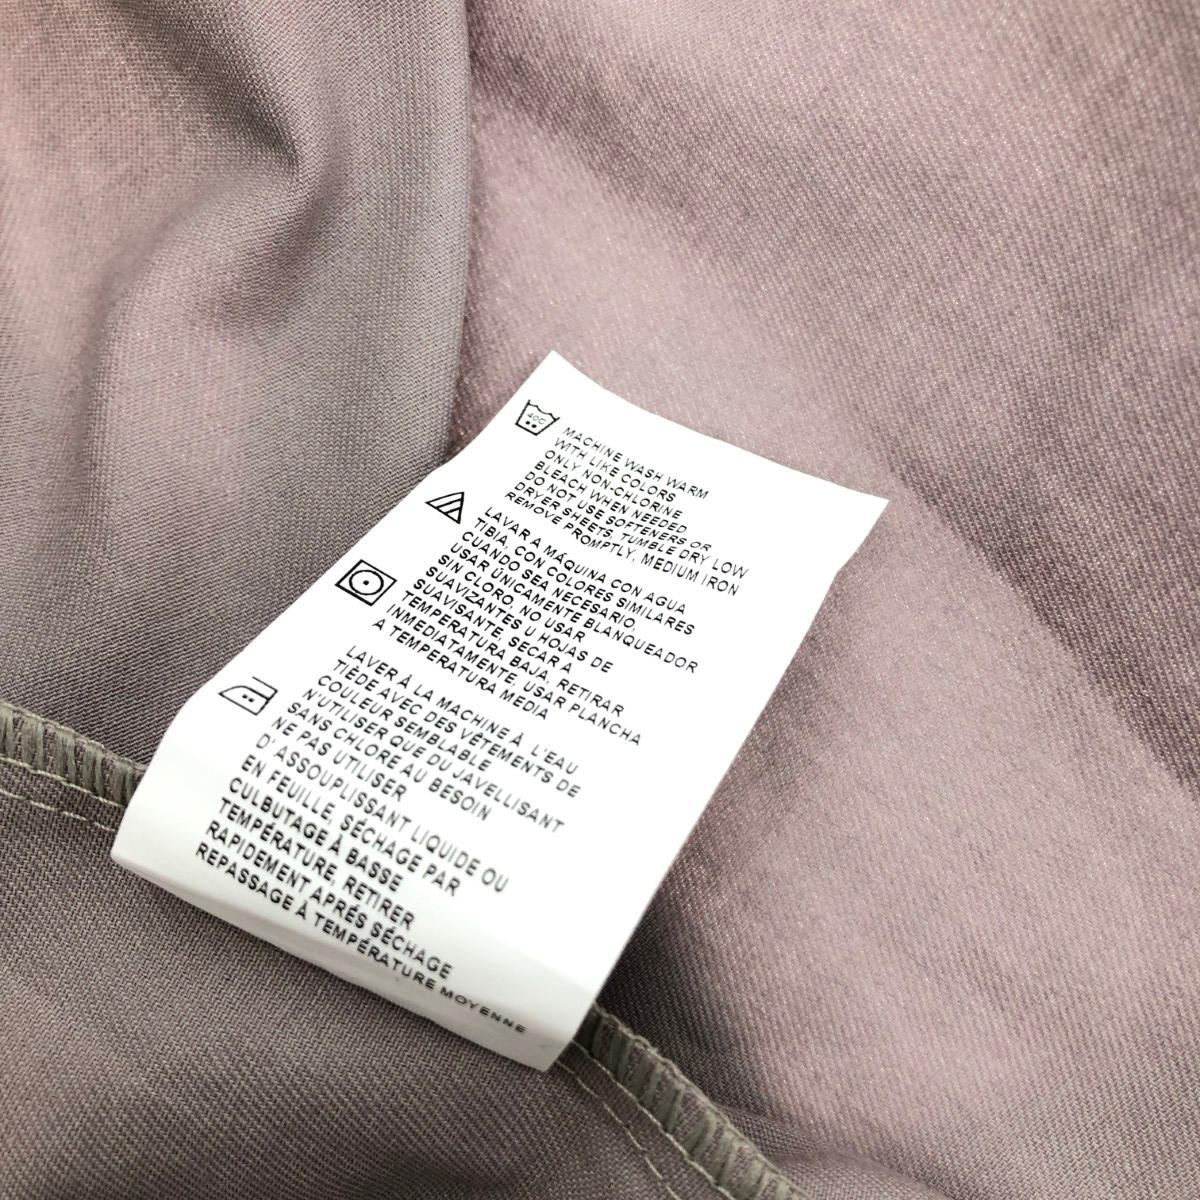 40C
MACHINE WASH WARM
WITH LIKE COLORS
ONLY NON-CHLORINE
BLEACH WHEN NEEDED
DO NOT USE SOFTENERS OR
DRYER SHEETS, TUMBLE DRY LOW
REMOVE PROMPTLY, MEDIUM IRON
LAVAR A MÁQUINA CON AGUA
TIBIA, CON COLORES SIMILARES
CUANDO SEA NECESARIO,
USAR ÚNICAMENTE BLANQUEADOR
SIN CLORO, NO USAR
SUAVIZANTES U HOJAS DE
SUAVISANTE, SECAR A
TEMPERATURA BAJA, RETIRAR
INMEDIATAMENTE, USAR PLANCHA
A TEMPERATURA MEDIA
LAVER À LA MACHINE À L'EAU
TIÈDE AVEC DES VÊTEMENTS DE
COULEUR SEMBLABLE
N'UTILISER QUE DU JAVELLISANT
SANS CHLORE AU BESOIN
NE PAS UTILISER
D'ASSOUPLISSANT LIQUIDE OU
EN FEUILLE, SÉCHAGE PAR
CULBUTAGE À BASSE
TEMPÉRATURE, RETIRER
RAPIDEMENT APRÉS SÉCHAGE
REPASSAGE À TEMPÉRATURE MOYENNE